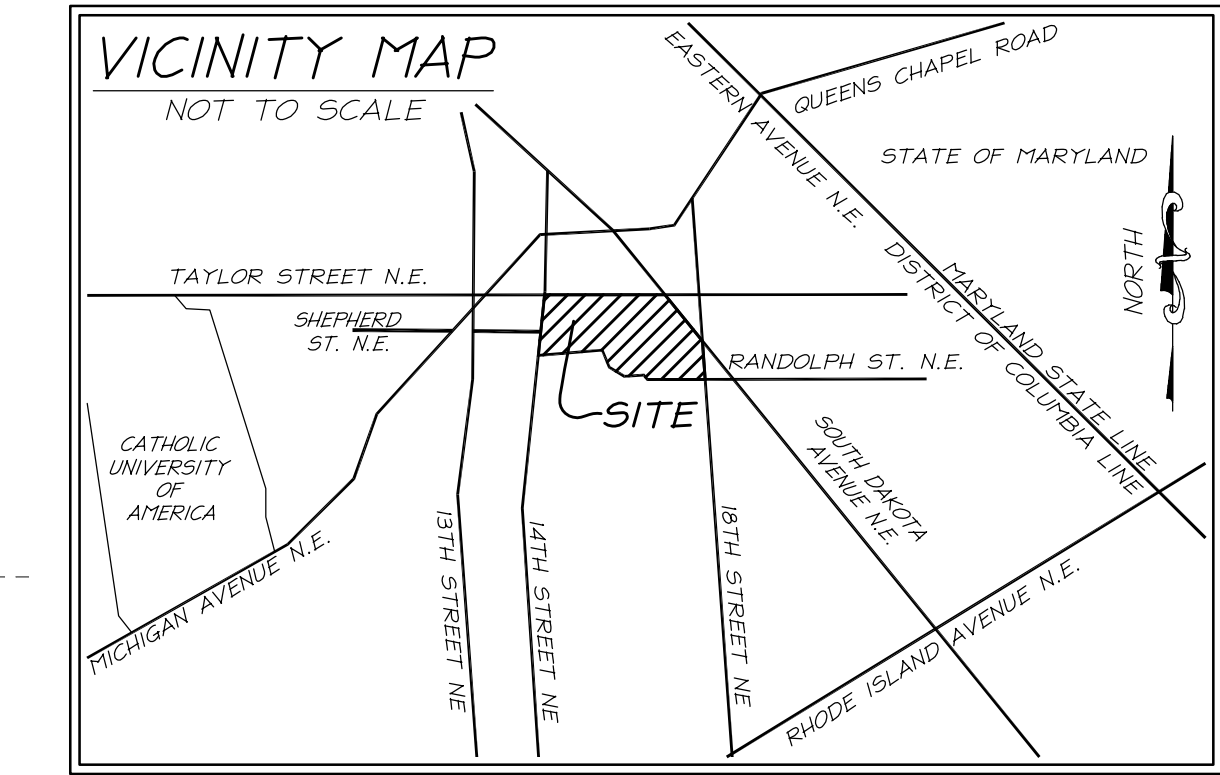 VICINITY MAP
NOT TO SCALE
EASTERN AVENUE N.E.
QUEENS CHAPEL ROAD
STATE OF MARYLAND
NORTH
TAYLOR STREET N.E.
SHEPHERD
ST. N.E.
MARYLAND STATE LINE
DISTRICT OF COLUMBIA LINE
RANDOLPH ST. N.E.
SITE
CATHOLIC
UNIVERSITY
OF
AMERICA
SOUTH DAKOTA
AVENUE N.E.
MICHIGAN AVENUE N.E.
13TH STREET NE
14TH STREET NE
18TH STREET NE
RHODE ISLAND AVENUE N.E.